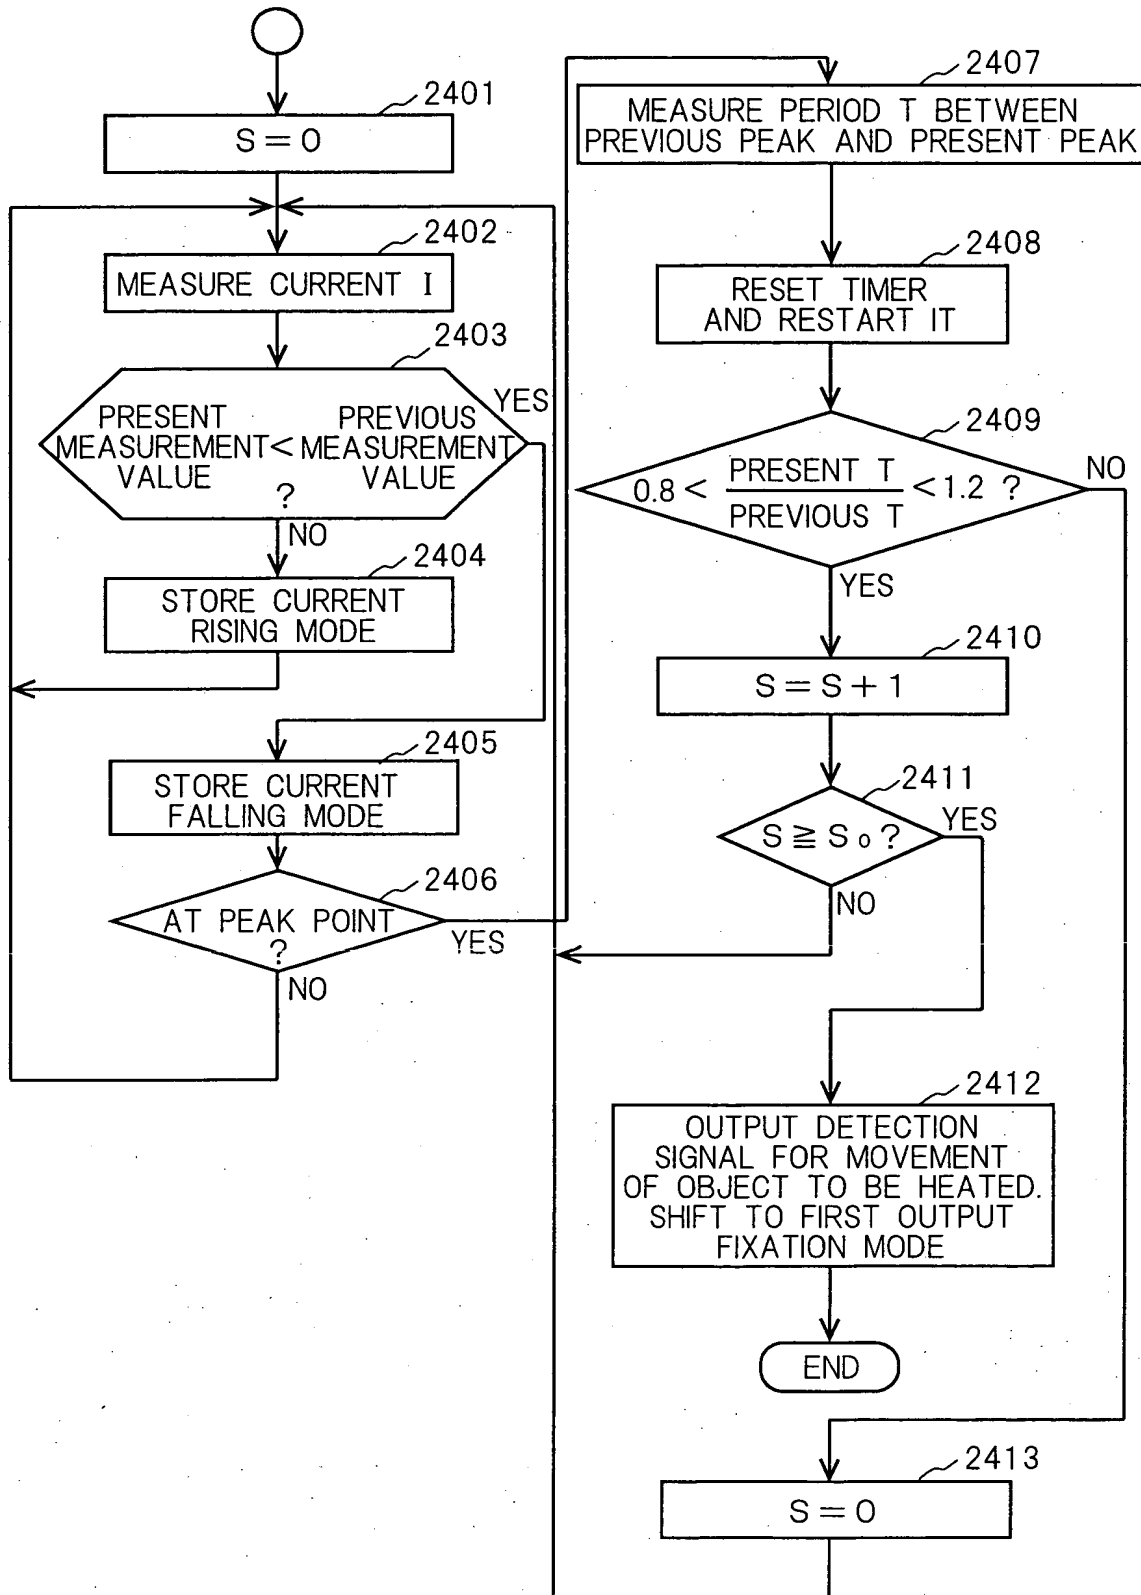 2401
S = 0
2402
MEASURE CURRENT I
2403
PRESENT MEASUREMENT VALUE < PREVIOUS MEASUREMENT VALUE
?
YES
NO
2404
STORE CURRENT
RISING MODE
2405
STORE CURRENT
FALLING MODE
2406
AT PEAK POINT
?
YES
NO
2407
MEASURE PERIOD T BETWEEN
PREVIOUS PEAK AND PRESENT PEAK
2408
RESET TIMER
AND RESTART IT
2409
0.8 < PRESENT T / PREVIOUS T < 1.2 ?
NO
YES
2410
S = S + 1
2411
S ≧ S₀ ?
YES
NO
2412
OUTPUT DETECTION
SIGNAL FOR MOVEMENT
OF OBJECT TO BE HEATED.
SHIFT TO FIRST OUTPUT
FIXATION MODE
END
2413
S = 0